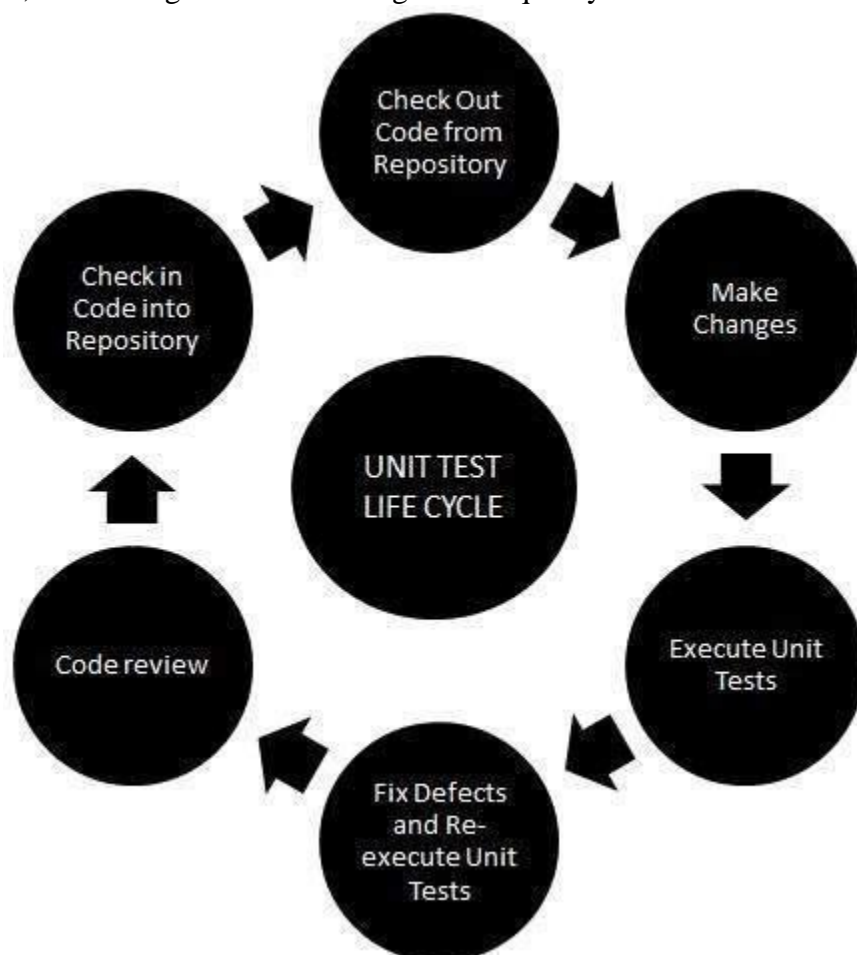 Check Out
Code from
Repository
Check in
Code into
Repository
Make
Changes
UNIT TEST
LIFE CYCLE
Code review
Execute Unit
Tests
Fix Defects
and Re-
execute Unit
Tests